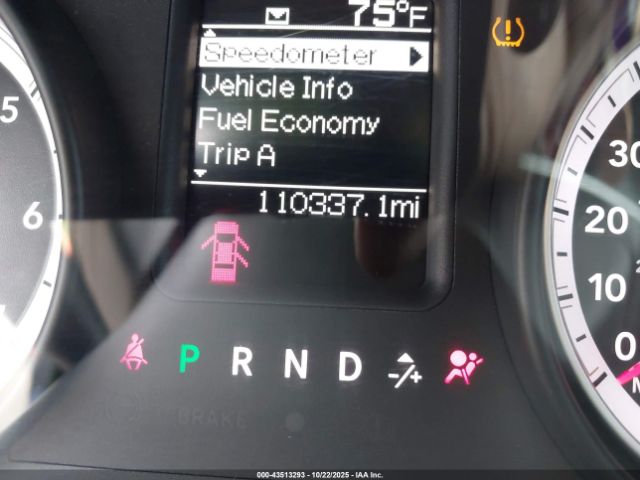 75°F
Speedometer
Vehicle Info
Fuel Economy
Trip A
110337.1mi
5
6
30
20
10
0
P R N D -/+
BRAKE
000-43513293 - 10/22/2025 - IAA Inc.